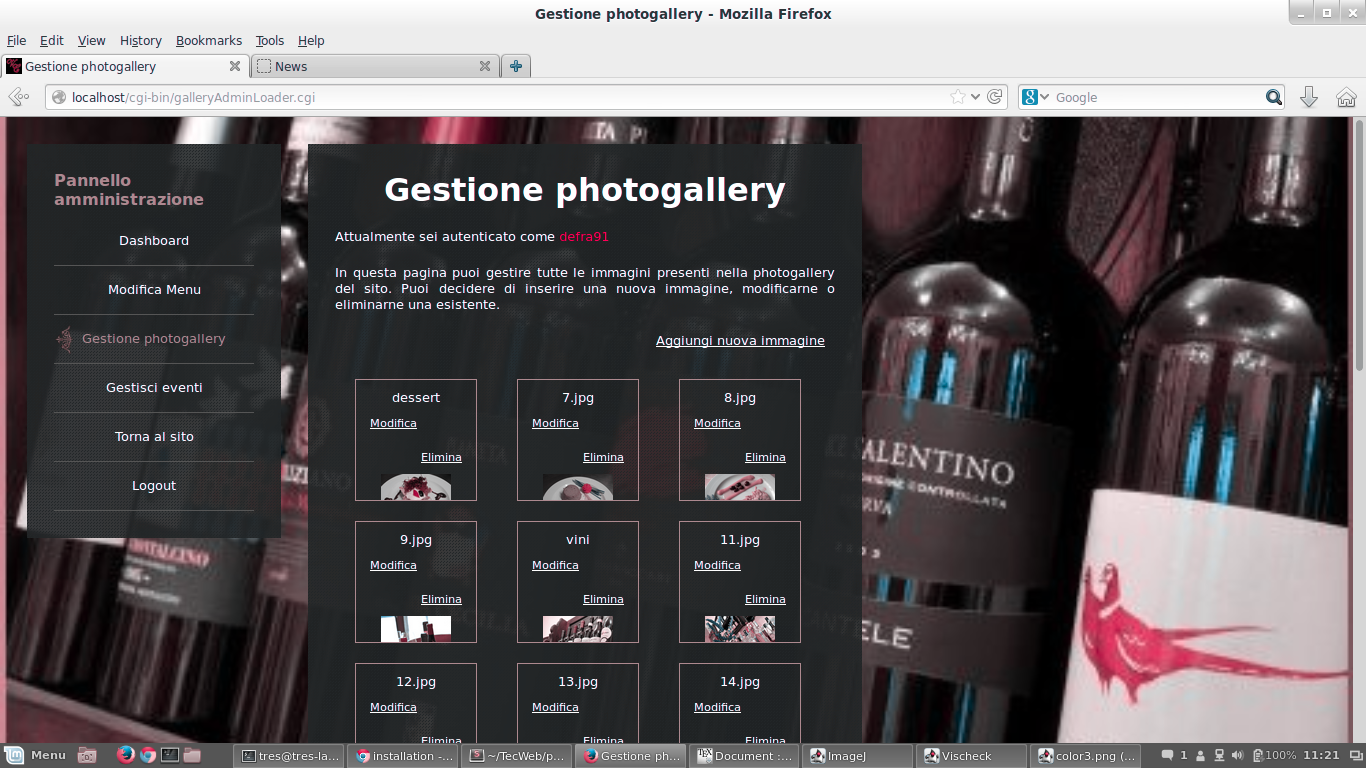 Gestione photogallery - Mozilla Firefox
File Edit View History Bookmarks Tools Help
Gestione photogallery
News
localhost/cgi-bin/galleryAdminLoader.cgi
Google
Pannello
amministrazione
Dashboard
Modifica Menu
Gestione photogallery
Gestisci eventi
Torna al sito
Logout
Gestione photogallery
Attualmente sei autenticato come defra91
In questa pagina puoi gestire tutte le immagini presenti nella photogallery
del sito. Puoi decidere di inserire una nuova immagine, modificarne o
eliminarne una esistente.
Aggiungi nuova immagine
dessert 7.jpg 8.jpg
Modifica Modifica Modifica
Elimina Elimina Elimina
9.jpg vini 11.jpg
Modifica Modifica Modifica
Elimina Elimina Elimina
12.jpg 13.jpg 14.jpg
Modifica Modifica Modifica
Elimina Elimina Elimina
ALENTINO
CONTROLLATA
ELE
Menu tres@tres-la... installation -... ~/TecWeb/p... Gestione ph... Document :... ImageJ Vischeck color3.png (... 1 100% 11:21